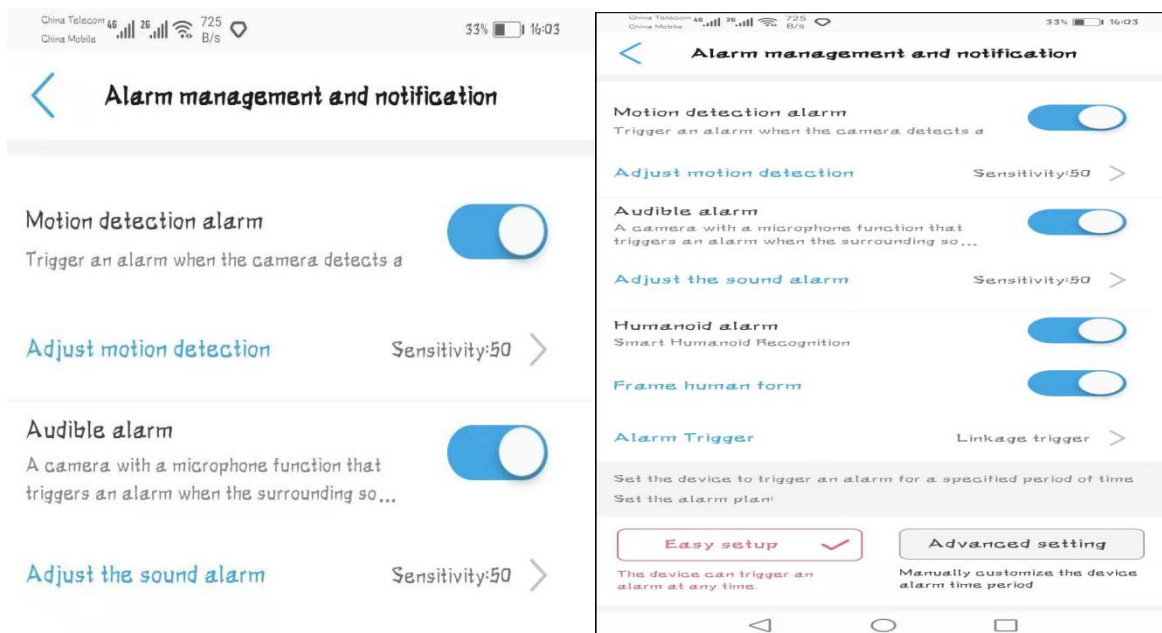 China Telecom 4G 2G 725 B/s 33% 16:03
China Mobile
Alarm management and notification
Motion detection alarm
Trigger an alarm when the camera detects a
Adjust motion detection Sensitivity:50
Audible alarm
A camera with a microphone function that
triggers an alarm when the surrounding so...
Adjust the sound alarm Sensitivity:50
China Telecom 4G 2G 725 B/s 33% 16:03
China Mobile
Alarm management and notification
Motion detection alarm
Trigger an alarm when the camera detects a
Adjust motion detection Sensitivity:50
Audible alarm
A camera with a microphone function that
triggers an alarm when the surrounding so...
Adjust the sound alarm Sensitivity:50
Humanoid alarm
Smart Humanoid Recognition
Frame human form
Alarm Trigger Linkage trigger
Set the device to trigger an alarm for a specified period of time
Set the alarm plan:
Easy setup Advanced setting
The device can trigger an
alarm at any time.
Manually customize the device
alarm time period